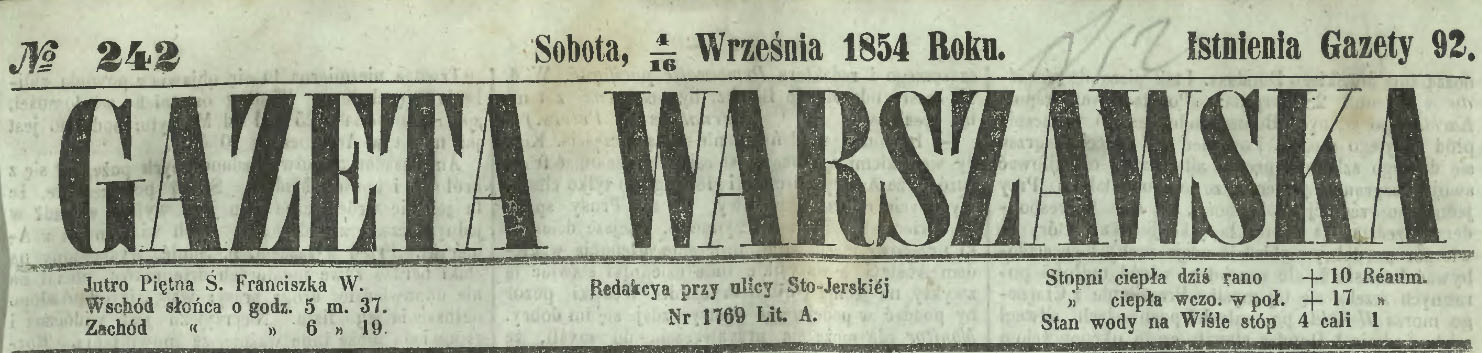 № 242 Sobota, 4/16 Września 1854 Roku. Istnienia Gazety 92.
GAZETA WARSZAWSKA
Jutro Piętna Ś. Franciszka W.
Wschód słońca o godz. 5 m. 37.
Zachód „ » 6 » 19.
Redakcya przy ulicy Sto-Jerskiéj
Nr 1769 Lit. A.
Stopni ciepła dziś rano + 10 Réaum.
„ ciepła wczo. w poł. + 17 »
Stan wody na Wiśle stóp 4 cali 1